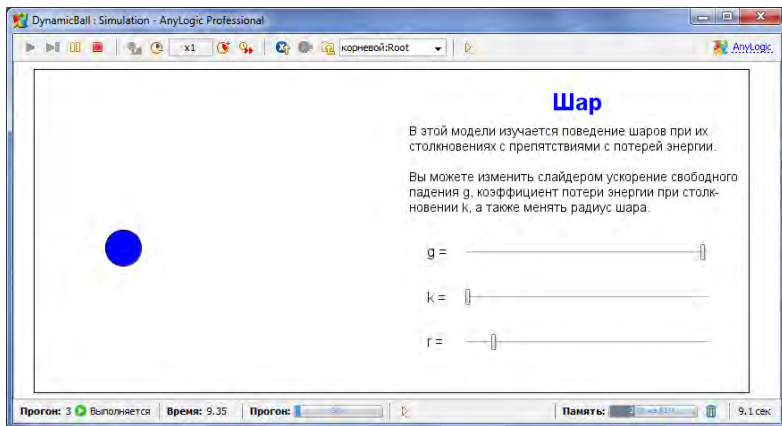 DynamicBall : Simulation - AnyLogic Professional
x1
корневой:Root
AnyLogic
Шар
В этой модели изучается поведение шаров при их
столкновениях с препятствиями с потерей энергии.
Вы можете изменить слайдером ускорение свободного
падения g, коэффициент потери энергии при столк-
новении k, а также менять радиус шара.
g =
k =
r =
Прогон: 3 Выполняется Время: 9.35 Прогон: Память: 9.1 сек